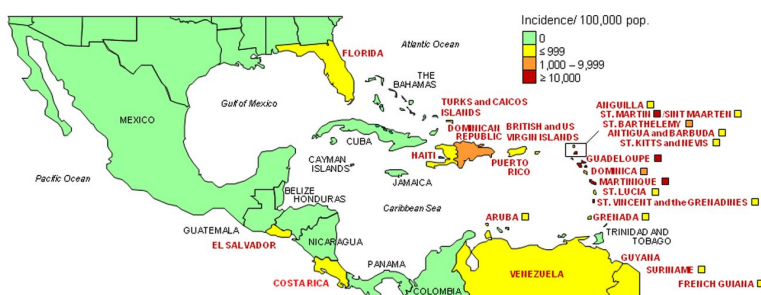 Incidence/ 100,000 pop.
0
≤ 999
1,000 – 9,999
≥ 10,000
FLORIDA
Atlantic Ocean
THE
BAHAMAS
Gulf of Mexico
MEXICO
TURKS and CAICOS
ISLANDS
ANGUILLA
ST. MARTIN /SINT MAARTEN
ST. BARTHELEMY
ANTIGUA and BARBUDA
ST. KITTS and NEVIS
CUBA
DOMINICAN
REPUBLIC
BRITISH and US
VIRGIN ISLANDS
HAITI
PUERTO
RICO
CAYMAN
ISLANDS
JAMAICA
Pacific Ocean
GUADELOUPE
DOMINICA
MARTINIQUE
ST. LUCIA
ST. VINCENT and the GRENADINES
BELIZE
HONDURAS
Caribbean Sea
ARUBA
GRENADA
GUATEMALA
EL SALVADOR
NICARAGUA
TRINIDAD AND
TOBAGO
PANAMA
COSTA RICA
VENEZUELA
GUYANA
SURINAME
COLOMBIA
FRENCH GUIANA